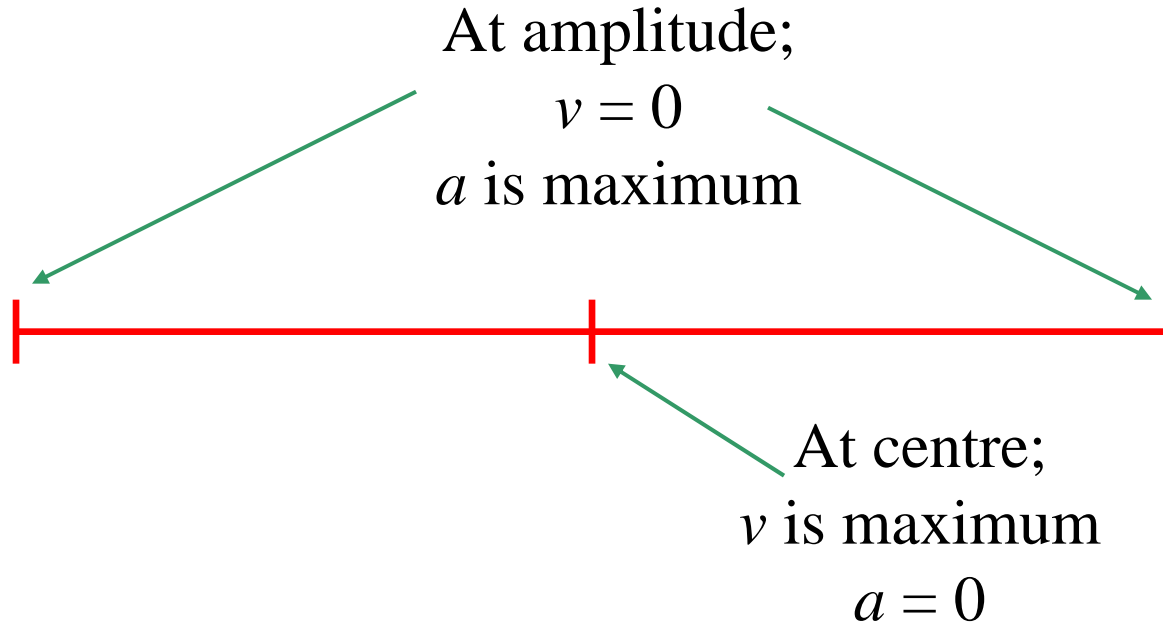 At amplitude;
v = 0
a is maximum
At centre;
v is maximum
a = 0